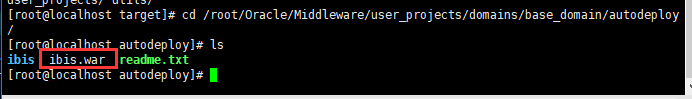 user_projects/ utils/
[root@localhost target]# cd /root/Oracle/Middleware/user_projects/domains/base_domain/autodeploy
/
[root@localhost autodeploy]# ls
ibis ibis.war readme.txt
[root@localhost autodeploy]#